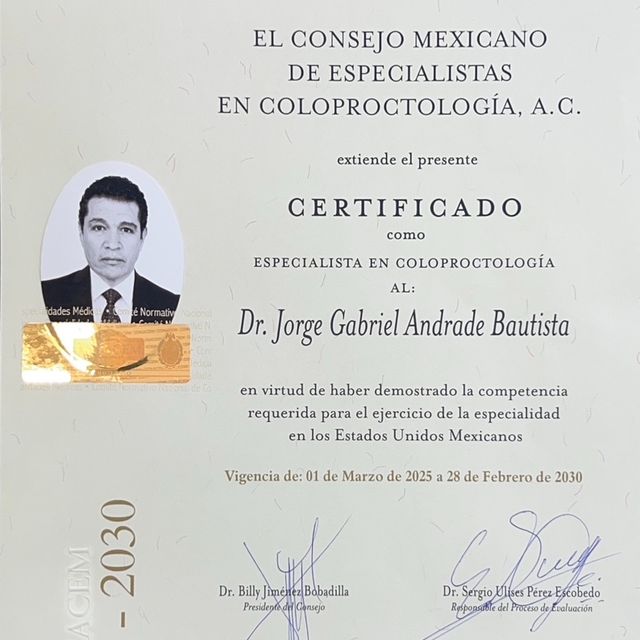 EL CONSEJO MEXICANO
DE ESPECIALISTAS
EN COLOPROCTOLOGÍA, A.C.
extiende el presente
CERTIFICADO
como
ESPECIALISTA EN COLOPROCTOLOGÍA
AL:
Dr. Jorge Gabriel Andrade Bautista
en virtud de haber demostrado la competencia
requerida para el ejercicio de la especialidad
en los Estados Unidos Mexicanos
Vigencia de: 01 de Marzo de 2025 a 28 de Febrero de 2030
Dr. Billy Jiménez Bobadilla
Presidente del Consejo
Dr. Sergio Ulises Pérez Escobedo
Responsable del Proceso de Evaluación
- 2030